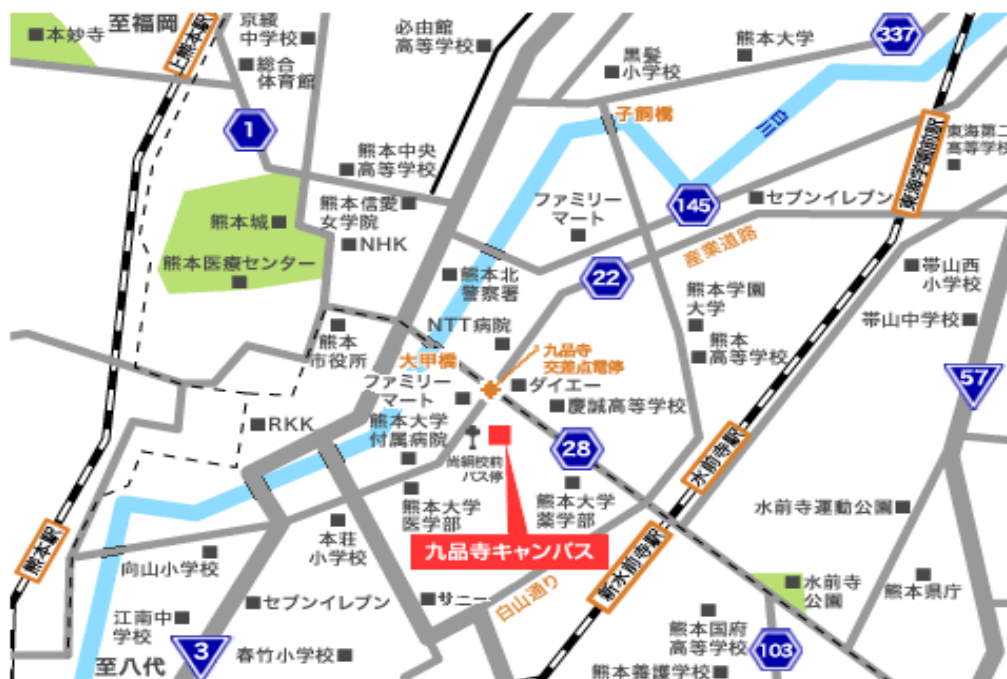 至福岡
京綾
中学校
必由館
高等学校
337
本妙寺
上熊本駅
総合
体育館
黒髪
小学校
熊本大学
子飼橋
白川
1
熊本中央
高等学校
東海学園前駅
東海第二
高等学校
熊本信愛
女学院
ファミリー
マート
145
セブンイレブン
熊本城
NHK
産業道路
熊本医療センター
熊本北
警察署
22
熊本学園
大学
帯山西
小学校
熊本
市役所
NTT病院
大甲橋
九品寺
交差点電停
熊本
高等学校
帯山中学校
57
ファミリー
マート
ダイエー
慶誠高等学校
RKK
熊本大学
付属病院
尚絅校前
バス停
28
水前寺駅
熊本大学
医学部
熊本大学
薬学部
水前寺運動公園
本荘
小学校
九品寺キャンパス
熊本駅
向山小学校
新水前寺駅
白山通り
水前寺
公園
熊本県庁
江南中
学校
セブンイレブン
サニー
熊本国府
高等学校
103
至八代
3
春竹小学校
熊本養護学校